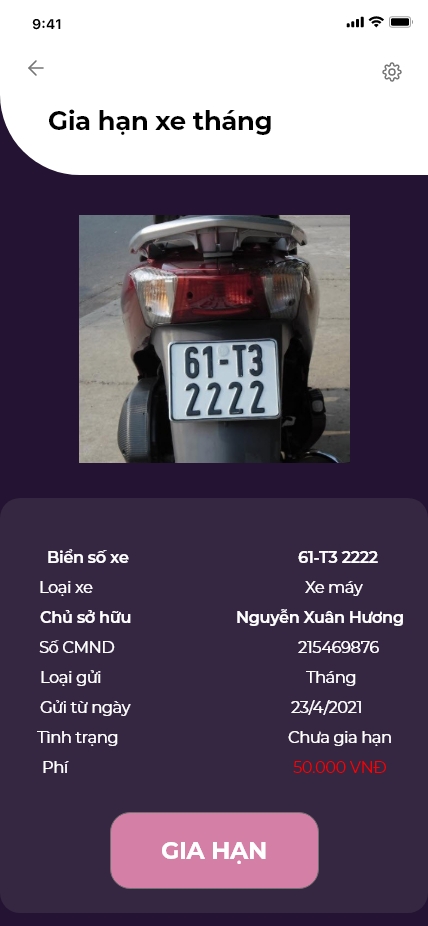 9:41
Gia hạn xe tháng
61-T3
2222
Biển số xe 61-T3 2222
Loại xe Xe máy
Chủ sở hữu Nguyễn Xuân Hương
Số CMND 215469876
Loại gửi Tháng
Gửi từ ngày 23/4/2021
Tình trạng Chưa gia hạn
Phí 50.000 VNĐ
GIA HẠN